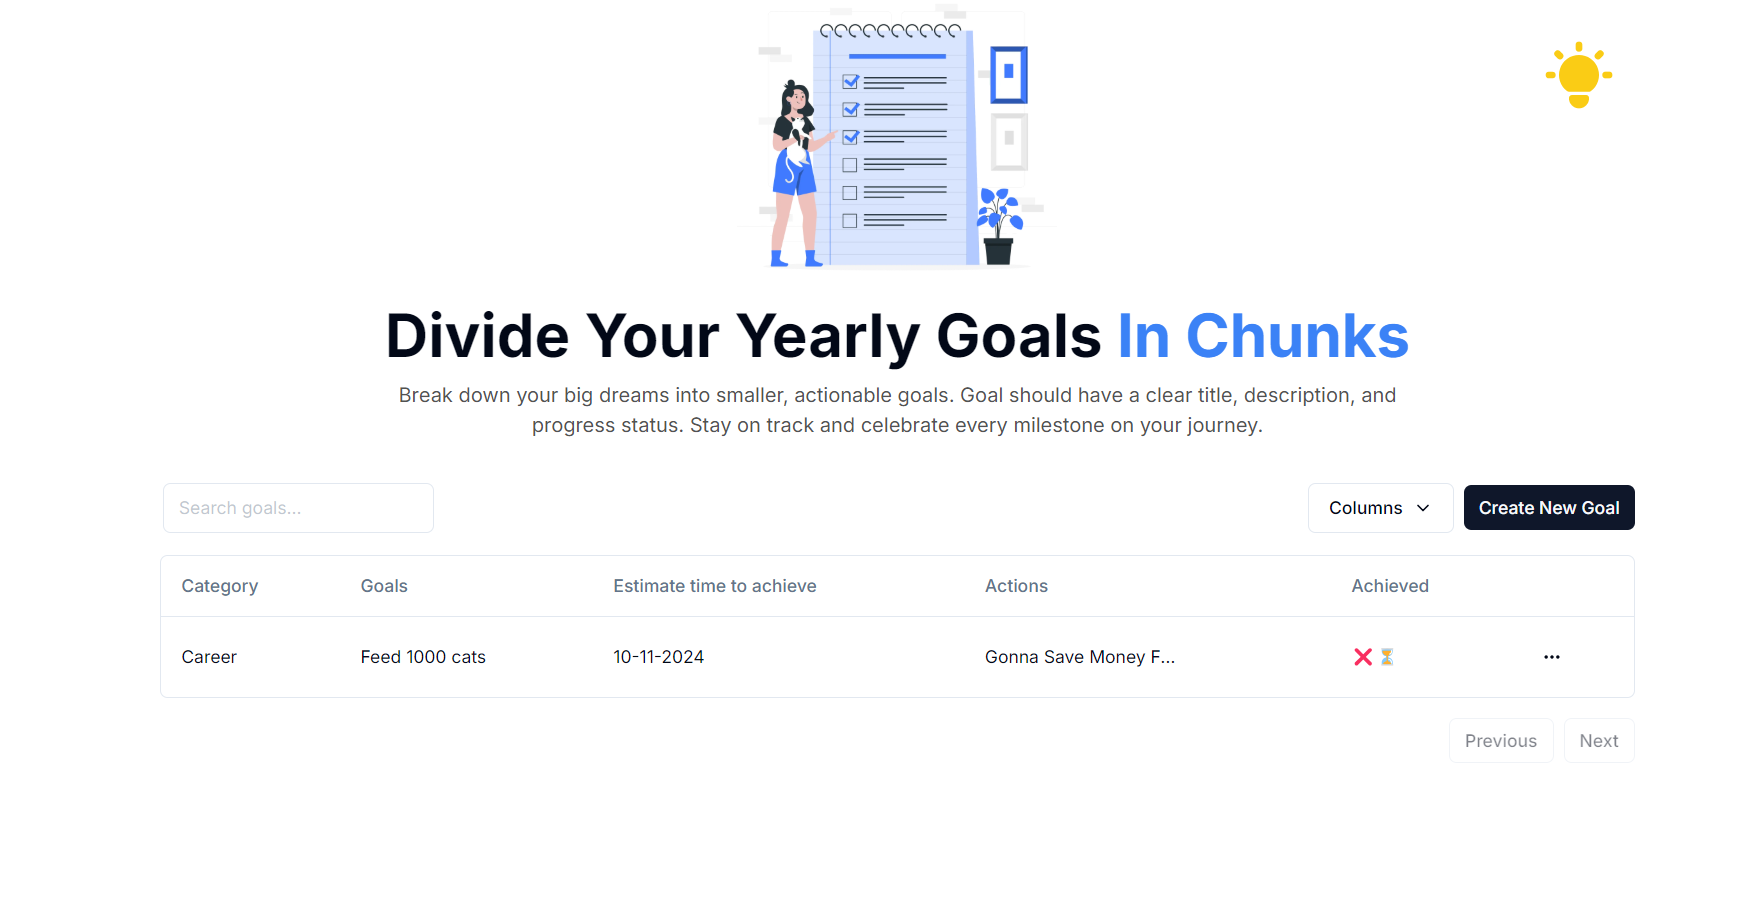 Divide Your Yearly Goals In Chunks
Break down your big dreams into smaller, actionable goals. Goal should have a clear title, description, and
progress status. Stay on track and celebrate every milestone on your journey.
Search goals...
Columns
Create New Goal
Category Goals Estimate time to achieve Actions Achieved
Career Feed 1000 cats 10-11-2024 Gonna Save Money F... ❌⏳ ...
Previous Next